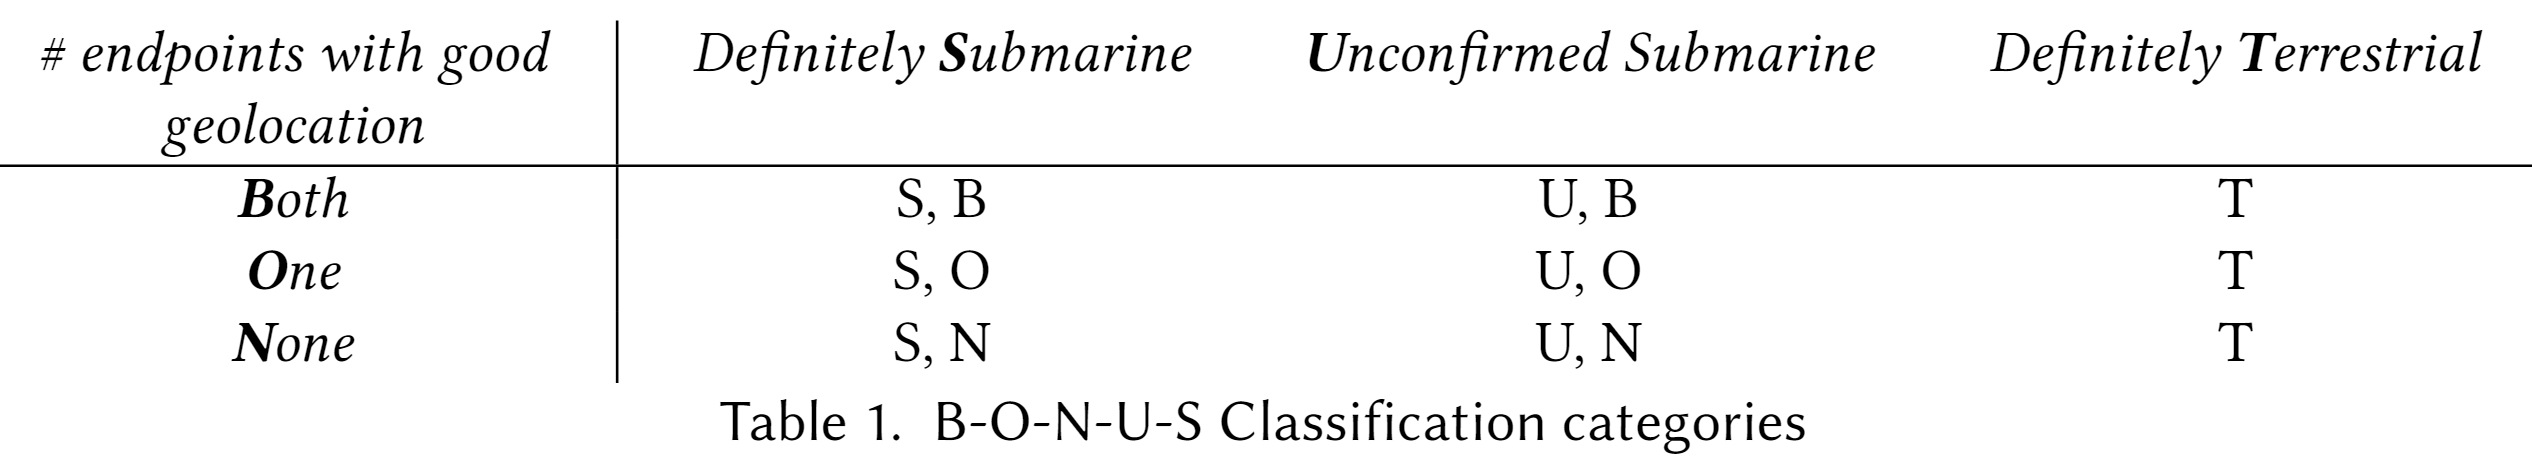 # endpoints with good geolocation Definitely Submarine Unconfirmed Submarine Definitely Terrestrial
Both S, B U, B T
One S, O U, O T
None S, N U, N T
Table 1. B-O-N-U-S Classification categories